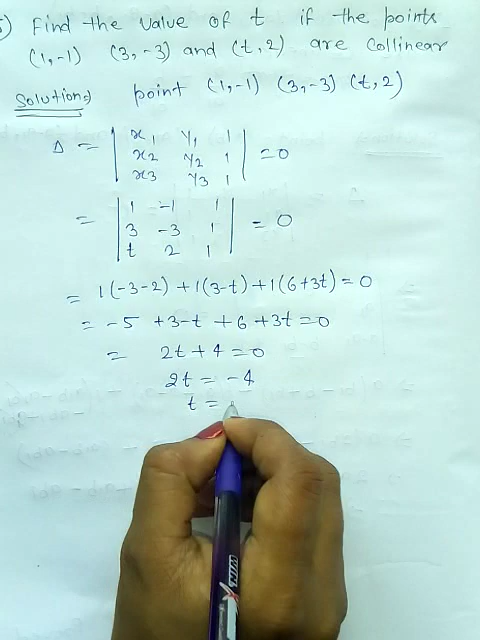 5) Find the value of t if the points
(1,-1) (3,-3) and (t,2) are collinear
Solution:) point (1,-1) (3,-3) (t,2)
Δ = | x1 y1 1 |
| x2 y2 1 | = 0
| x3 y3 1 |
= | 1 -1 1 |
| 3 -3 1 | = 0
| t 2 1 |
= 1(-3-2) +1(3-t) +1(6+3t) = 0
= -5 +3-t +6 +3t = 0
= 2t + 4 = 0
2t = -4
t =
WIN